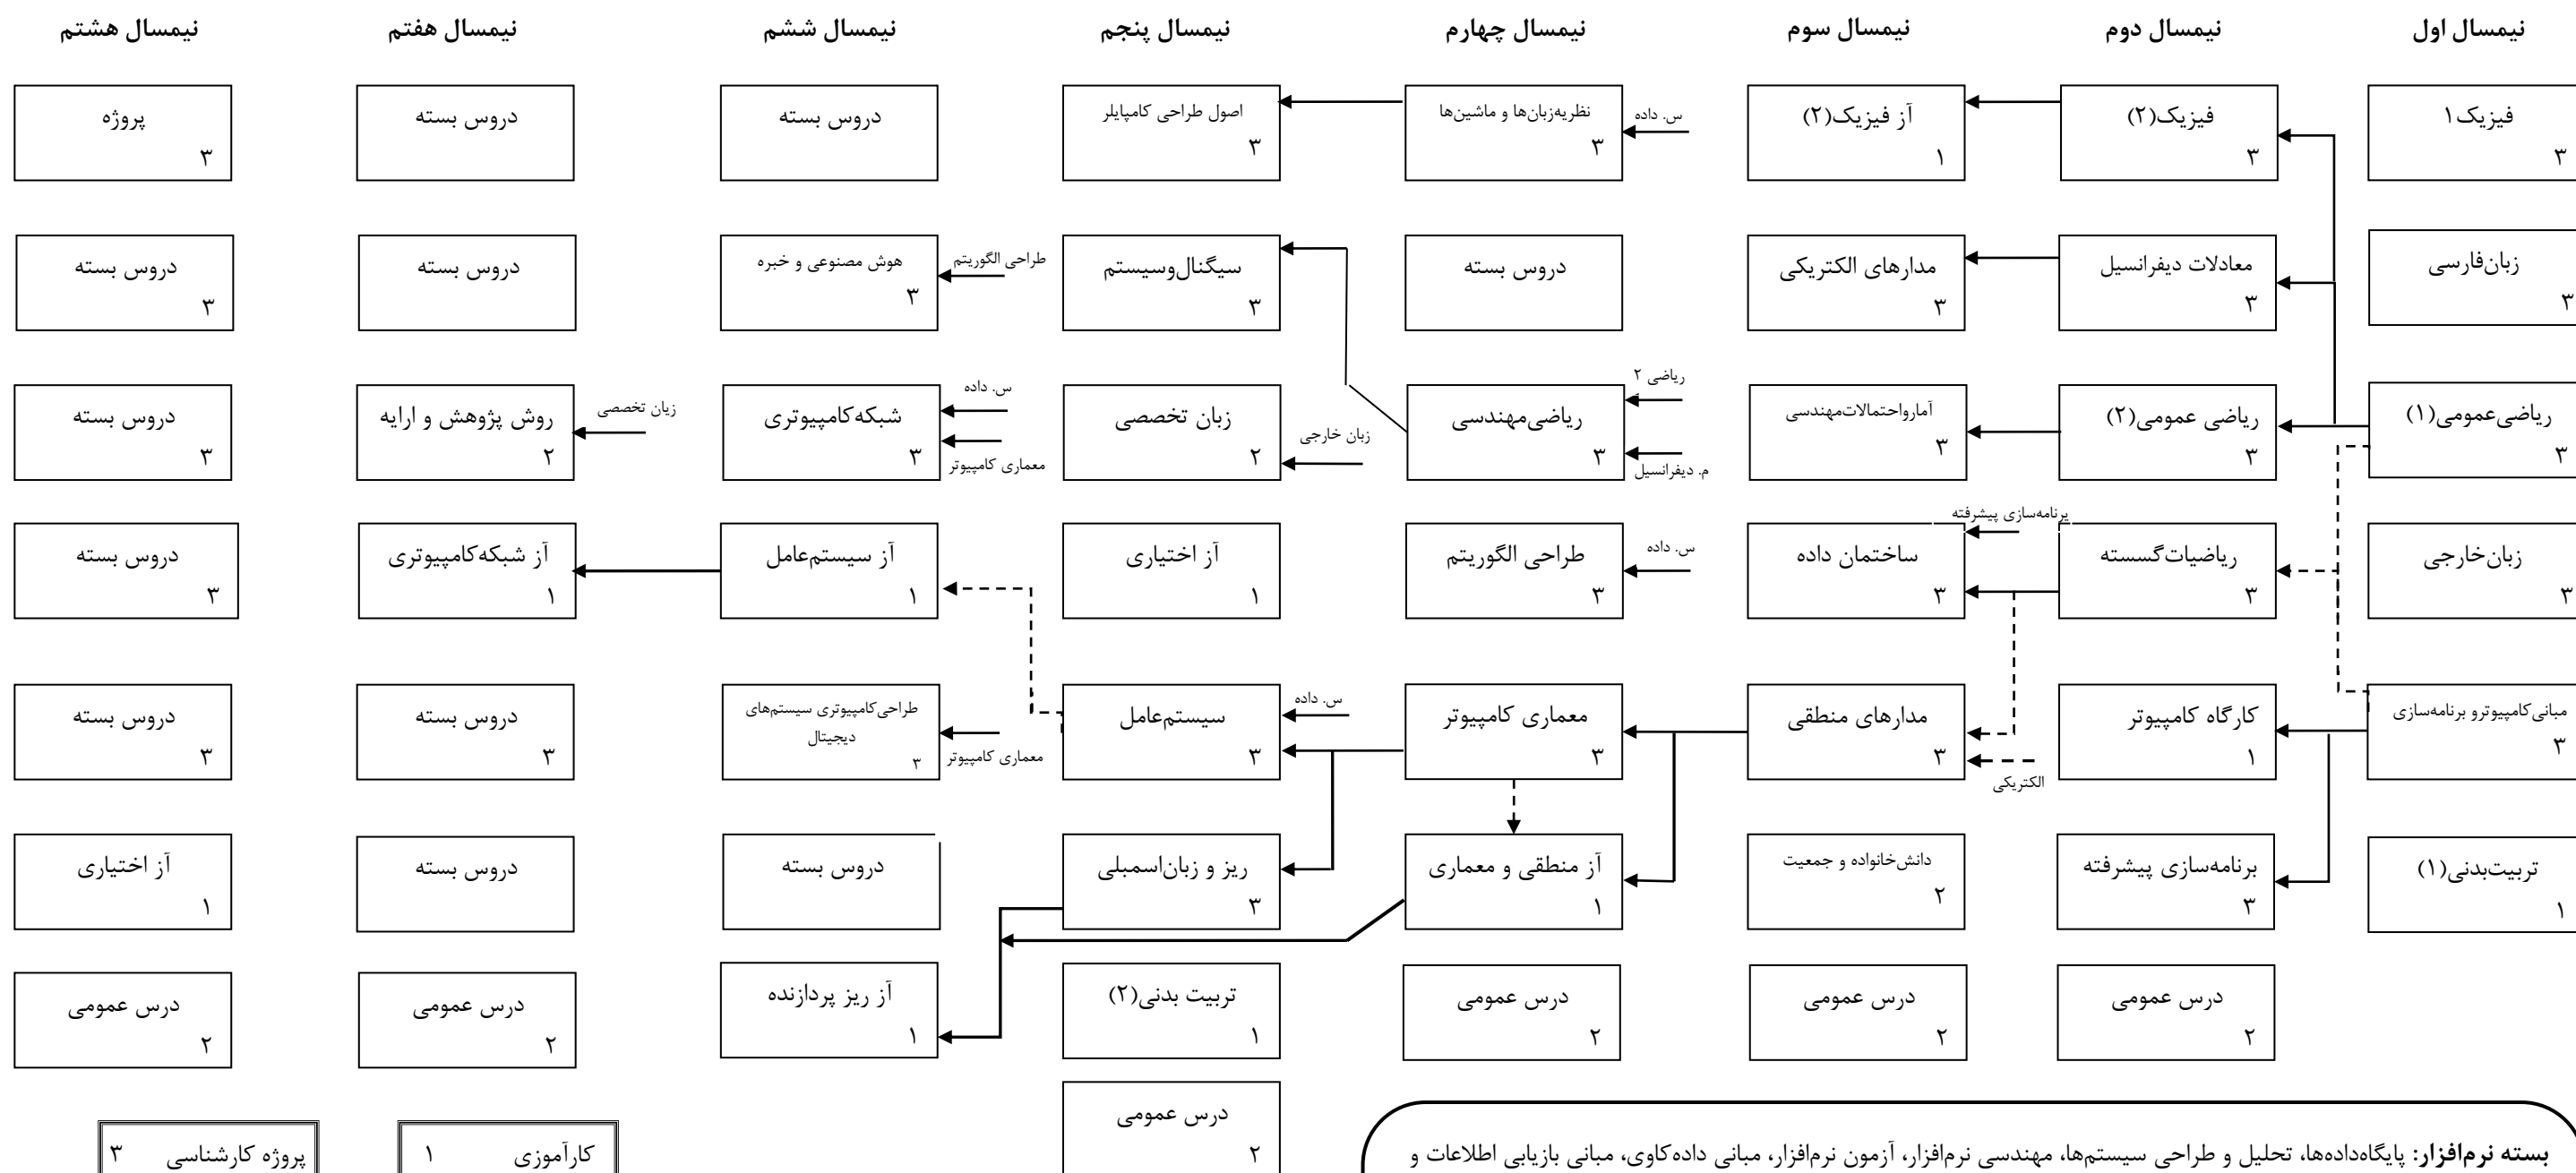 نیمسال اول
نیمسال دوم
نیمسال سوم
نیمسال چهارم
نیمسال پنجم
نیمسال ششم
نیمسال هفتم
نیمسال هشتم
فیزیک ۱
۳
فیزیک(۲)
۳
آز فیزیک(۲)
۱
س. داده
نظریه‌زبان‌ها و ماشین‌ها
۳
اصول طراحی کامپایلر
۳
دروس بسته
دروس بسته
پروژه
۳
زبان‌فارسی
۳
معادلات دیفرانسیل
۳
مدارهای الکتریکی
۳
دروس بسته
سیگنال‌وسیستم
۳
طراحی الگوریتم
هوش مصنوعی و خبره
۳
دروس بسته
دروس بسته
۳
ریاضی‌عمومی(۱)
۳
ریاضی عمومی(۲)
۳
آمارواحتمالات‌مهندسی
۳
ریاضی ۲
م. دیفرانسیل
ریاضی‌مهندسی
۳
زبان خارجی
زبان تخصصی
۲
س. داده
معماری کامپیوتر
شبکه‌کامپیوتری
۳
زیان تخصصی
روش پژوهش و ارایه
۲
دروس بسته
۳
زبان‌خارجی
۳
ریاضیات‌گسسته
۳
برنامه‌سازی پیشرفته
ساختمان داده
۳
س. داده
طراحی الگوریتم
۳
آز اختیاری
۱
آز سیستم‌عامل
۱
آز شبکه‌کامپیوتری
۱
دروس بسته
۳
مبانی‌کامپیوترو برنامه‌سازی
۳
کارگاه کامپیوتر
۱
الکتریکی
مدارهای منطقی
۳
معماری کامپیوتر
۳
س. داده
سیستم‌عامل
۳
معماری کامپیوتر
طراحی‌کامپیوتری سیستم‌های
دیجیتال
۳
دروس بسته
۳
دروس بسته
۳
تربیت‌بدنی(۱)
۱
برنامه‌سازی پیشرفته
۳
دانش‌خانواده و جمعیت
۲
آز منطقی و معماری
۱
ریز و زبان‌اسمبلی
۳
دروس بسته
دروس بسته
آز اختیاری
۱
درس عمومی
۲
درس عمومی
۲
درس عمومی
۲
تربیت بدنی(۲)
۱
آز ریز پردازنده
۱
درس عمومی
۲
درس عمومی
۲
درس عمومی
۲
کارآموزی ۱
پروژه کارشناسی ۳
بسته نرم‌افزار: پایگاه‌داده‌ها، تحلیل و طراحی سیستم‌ها، مهندسی نرم‌افزار، آزمون نرم‌افزار، مبانی داده‌کاوی، مبانی بازیابی اطلاعات و